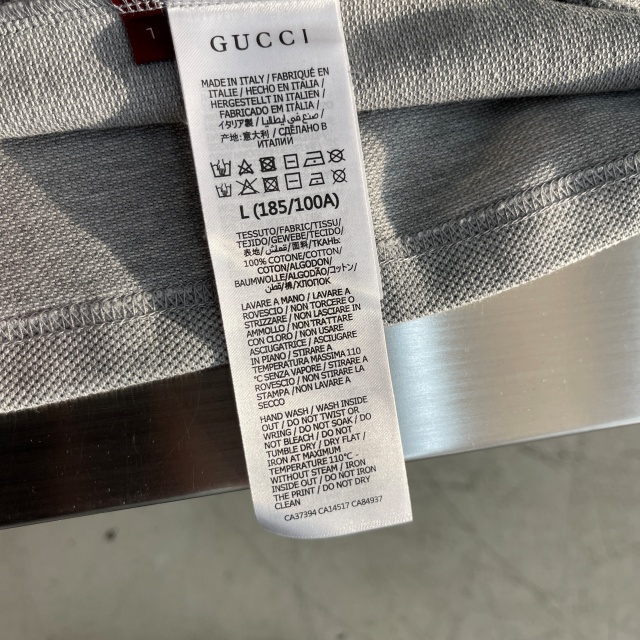 GUCCI
MADE IN ITALY / FABRIQUÉ EN
ITALIE / HECHO EN ITALIA /
HERGESTELLT IN ITALIEN /
FABRICADO EM ITÁLIA /
イタリア製 / صنع في إيطاليا /
产地: 意大利 / СДЕЛАНО В
ИТАЛИИ
L (185/100A)
TESSUTO/FABRIC/TISSU/
TEJIDO/GEWEBE/TECIDO/
表地/قماش/面料/ТКАНЬ:
100% COTONE/COTTON/
COTON/ALGODON/
BAUMWOLLE/ALGODÃO/コットン/
قطن/棉/ХЛОПОК
LAVARE A MANO / LAVARE A
ROVESCIO / NON TORCERE O
STRIZZARE / NON LASCIARE IN
AMMOLLO / NON TRATTARE
CON CLORO / NON USARE
ASCIUGATRICE / ASCIUGARE
IN PIANO / STIRARE A
TEMPERATURA MASSIMA 110
°C SENZA VAPORE / STIRARE A
ROVESCIO / NON STIRARE LA
STAMPA / NON LAVARE A
SECCO
HAND WASH / WASH INSIDE
OUT / DO NOT TWIST OR
WRING / DO NOT SOAK / DO
NOT BLEACH / DO NOT
TUMBLE DRY / DRY FLAT /
IRON AT MAXIMUM
TEMPERATURE 110°C -
WITHOUT STEAM / IRON
INSIDE OUT / DO NOT IRON
THE PRINT / DO NOT DRY
CLEAN
CA37394 CA14517 CA84937